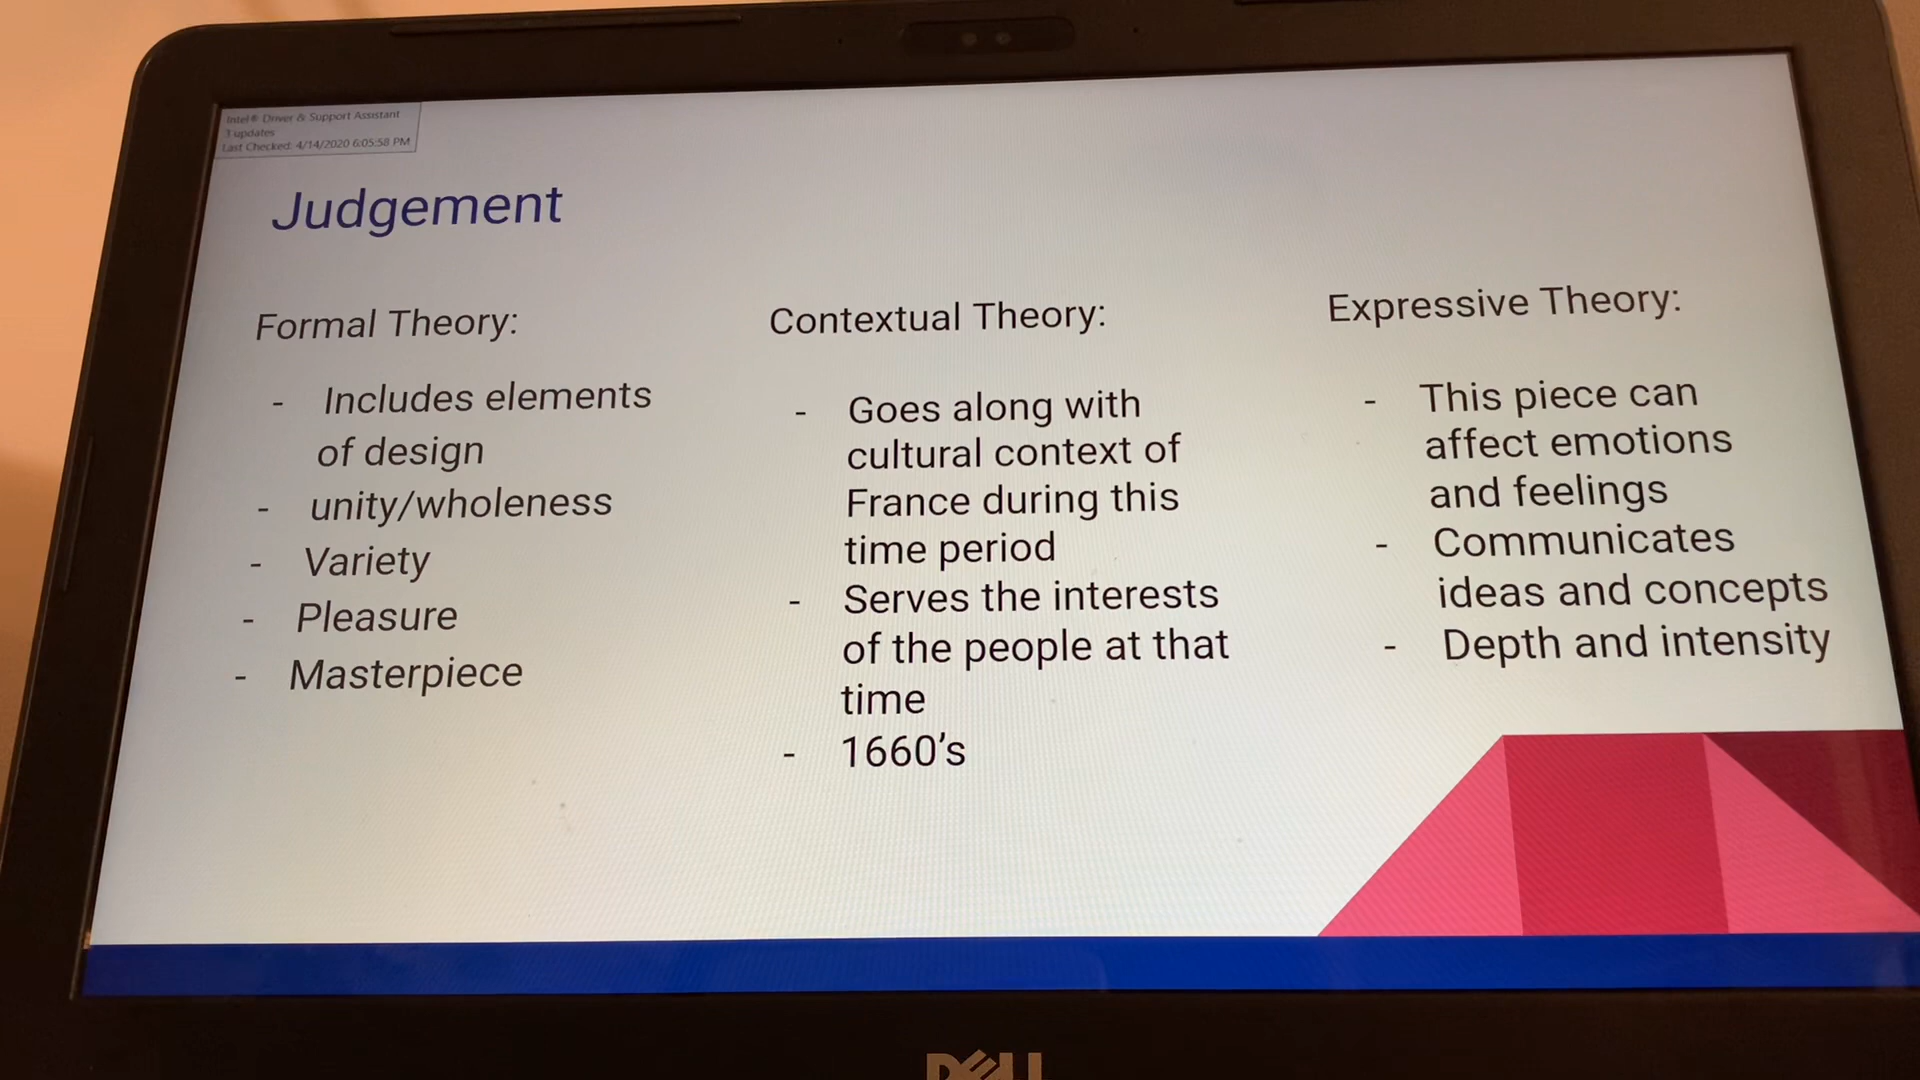 Intel® Driver & Support Assistant
3 updates
Last Checked: 4/14/2020 6:05:58 PM
Judgement
Formal Theory:
- Includes elements
of design
- unity/wholeness
- Variety
- Pleasure
- Masterpiece
Contextual Theory:
- Goes along with
cultural context of
France during this
time period
- Serves the interests
of the people at that
time
- 1660's
Expressive Theory:
- This piece can
affect emotions
and feelings
- Communicates
ideas and concepts
- Depth and intensity
DELL